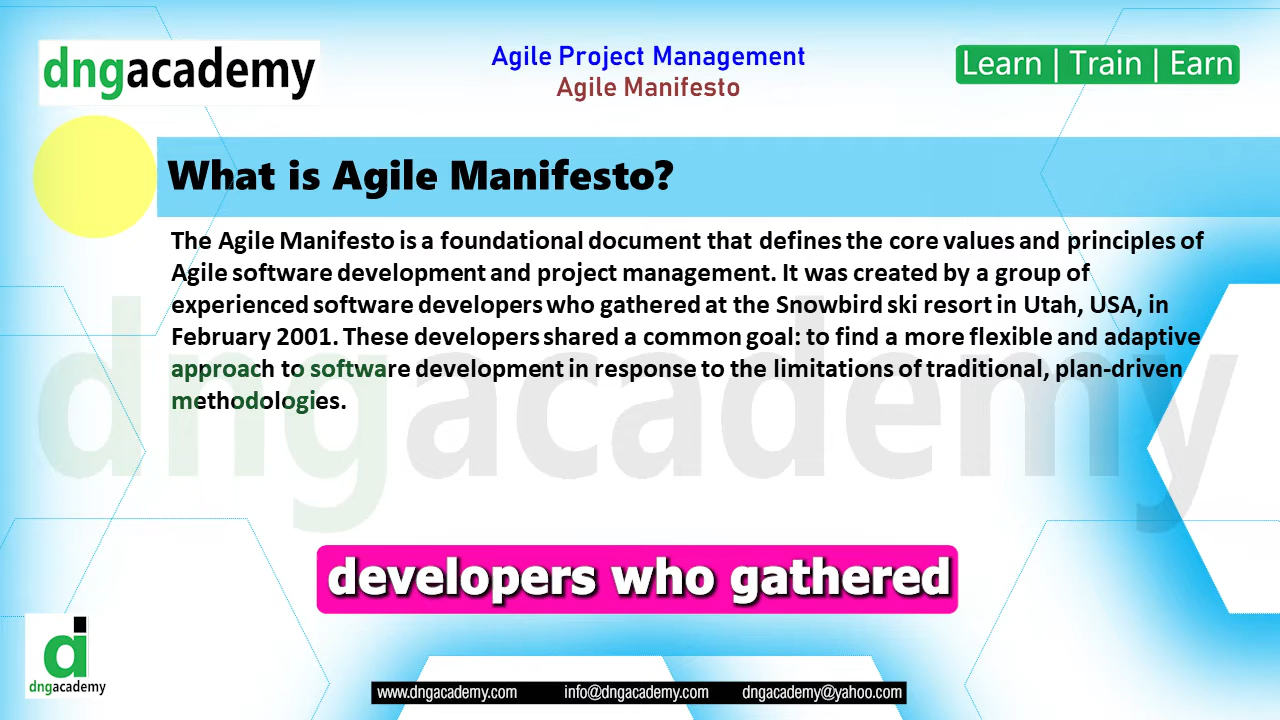 dngacademy
Agile Project Management
Agile Manifesto
Learn | Train | Earn
What is Agile Manifesto?
The Agile Manifesto is a foundational document that defines the core values and principles of
Agile software development and project management. It was created by a group of
experienced software developers who gathered at the Snowbird ski resort in Utah, USA, in
February 2001. These developers shared a common goal: to find a more flexible and adaptive
approach to software development in response to the limitations of traditional, plan-driven
methodologies.
dngacademy
developers who gathered
d
dngacademy
www.dngacademy.com info@dngacademy.com dngacademy@yahoo.com